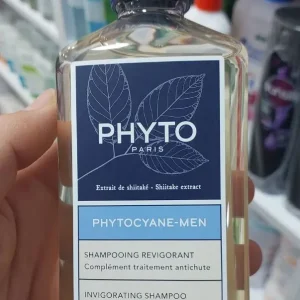 PHYTO
PARIS
Extrait de shiitaké - Shiitake extract
PHYTOCYANE-MEN
SHAMPOOING REVIGORANT
Complément traitement antichute
INVIGORATING SHAMPOO